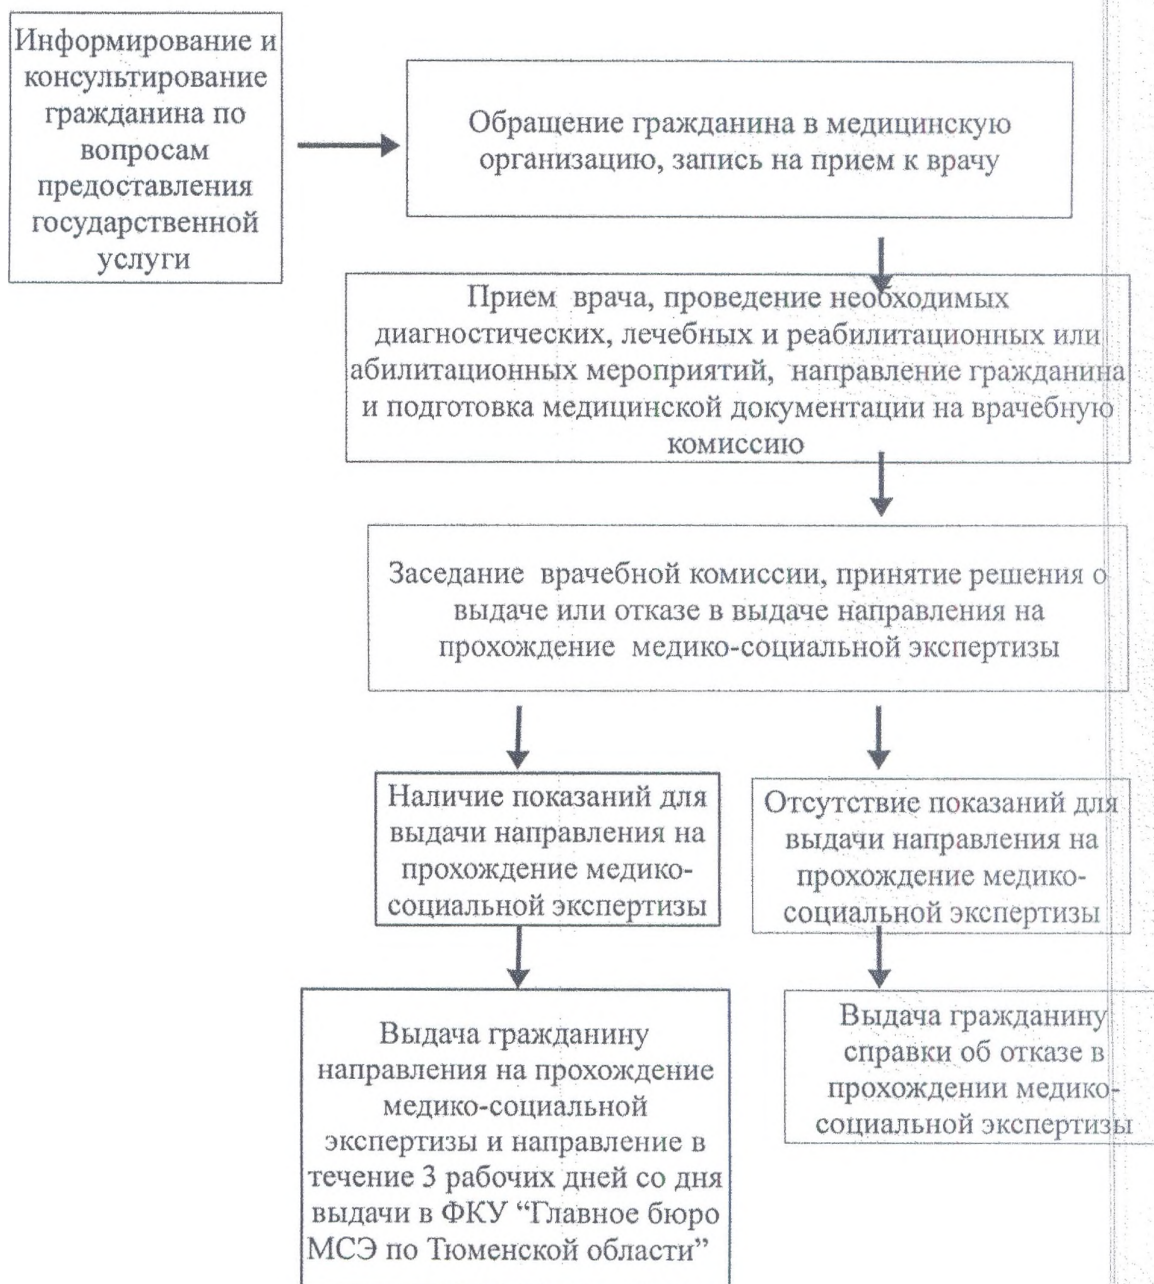 Информирование и
консультирование
гражданина по
вопросам
предоставления
государственной
услуги
Обращение гражданина в медицинскую
организацию, запись на прием к врачу
Прием врача, проведение необходимых
диагностических, лечебных и реабилитационных или
абилитационных мероприятий, направление гражданина
и подготовка медицинской документации на врачебную
комиссию
Заседание врачебной комиссии, принятие решения о
выдаче или отказе в выдаче направления на
прохождение медико-социальной экспертизы
Наличие показаний для
выдачи направления на
прохождение медико-
социальной экспертизы
Отсутствие показаний для
выдачи направления на
прохождение медико-
социальной экспертизы
Выдача гражданину
направления на прохождение
медико-социальной
экспертизы и направление в
течение 3 рабочих дней со дня
выдачи в ФКУ “Главное бюро
МСЭ по Тюменской области”
Выдача гражданину
справки об отказе в
прохождении медико-
социальной экспертизы